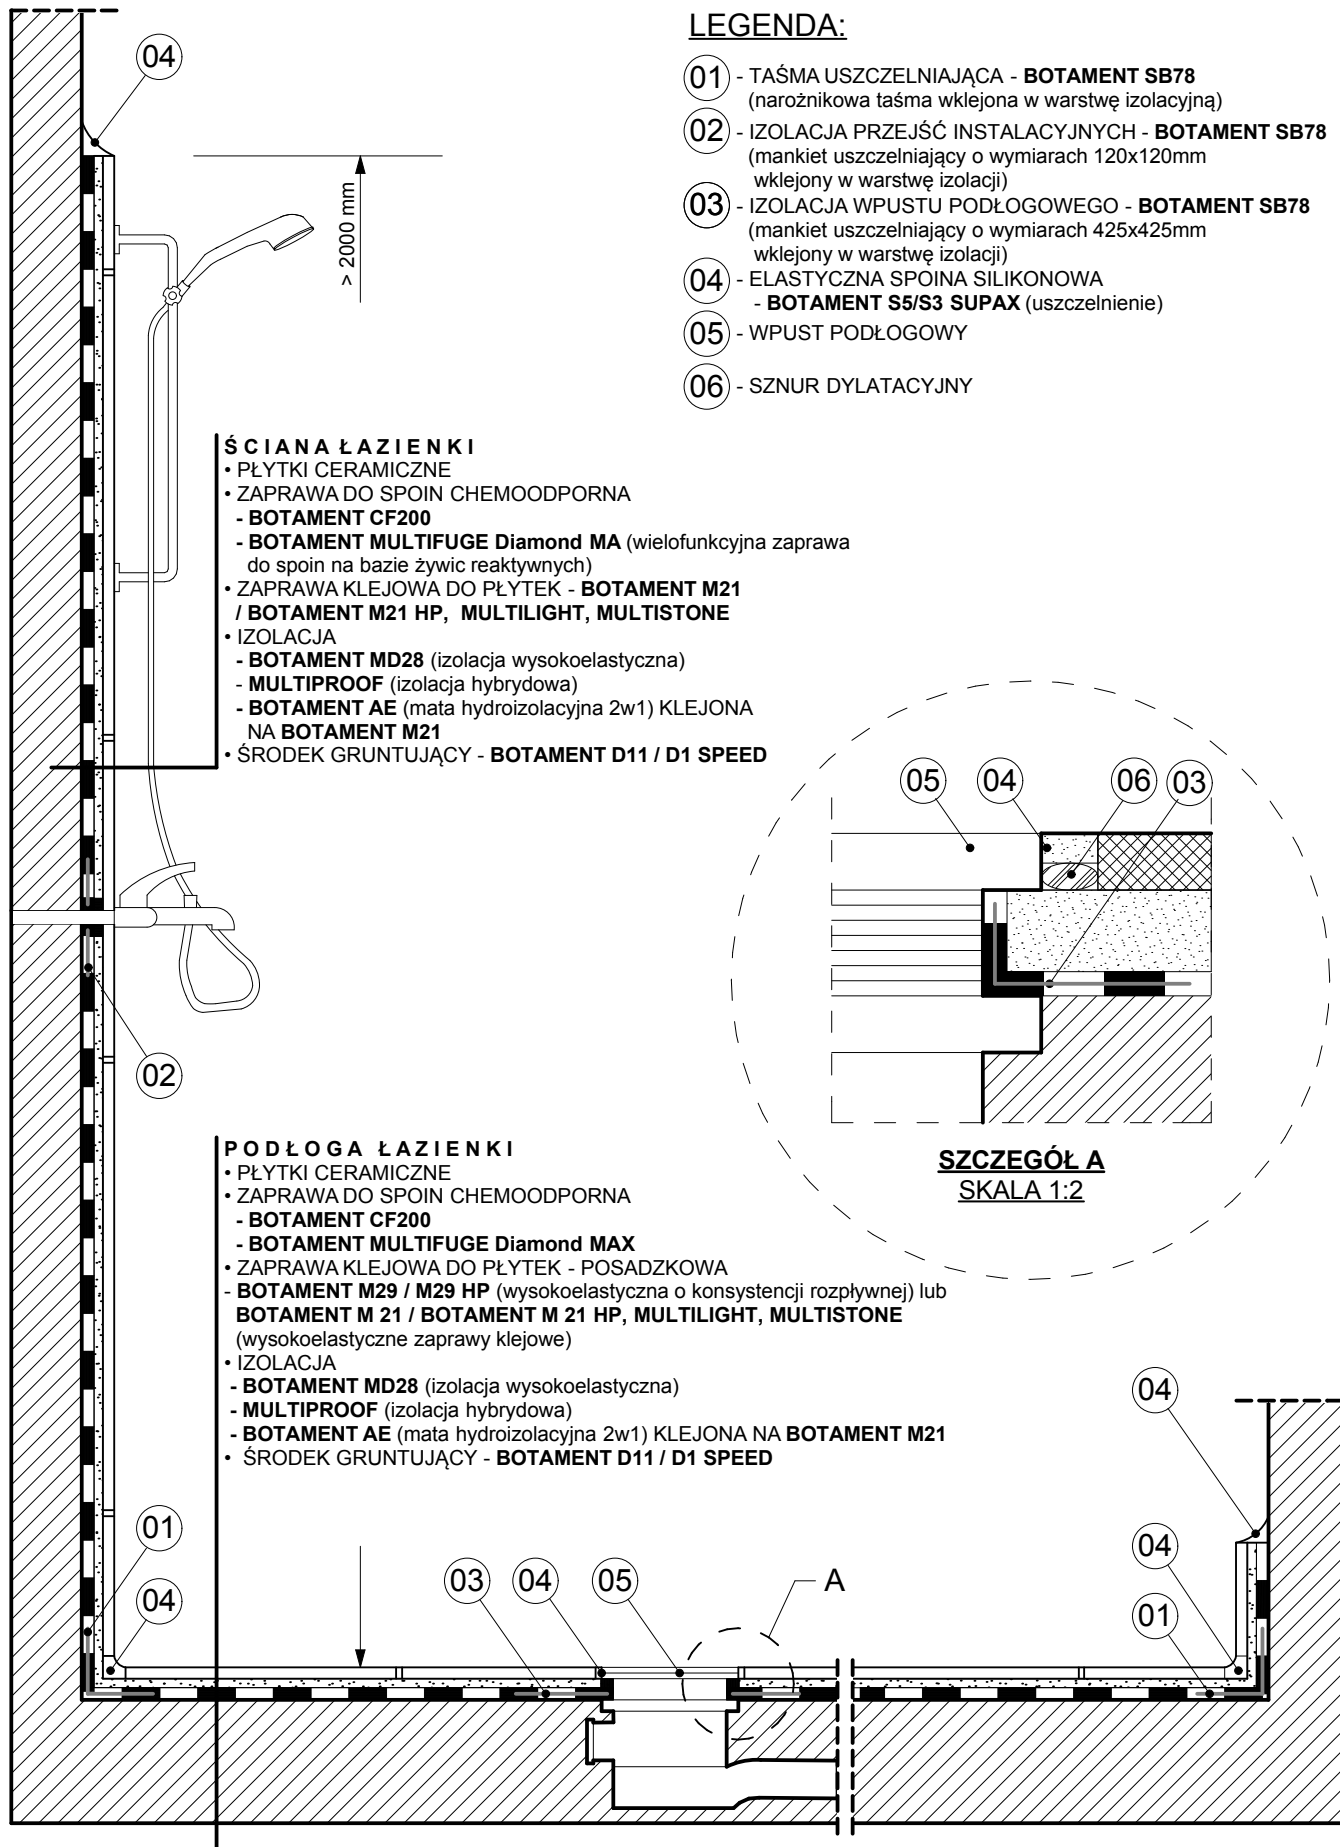 LEGENDA:
01 - TAŚMA USZCZELNIAJĄCA - BOTAMENT SB78
(narożnikowa taśma wklejona w warstwę izolacyjną)
02 - IZOLACJA PRZEJŚĆ INSTALACYJNYCH - BOTAMENT SB78
(mankiet uszczelniający o wymiarach 120x120mm
wklejony w warstwę izolacji)
03 - IZOLACJA WPUSTU PODŁOGOWEGO - BOTAMENT SB78
(mankiet uszczelniający o wymiarach 425x425mm
wklejony w warstwę izolacji)
04 - ELASTYCZNA SPOINA SILIKONOWA
- BOTAMENT S5/S3 SUPAX (uszczelnienie)
05 - WPUST PODŁOGOWY
06 - SZNUR DYLATACYJNY
04
> 2000 mm
ŚCIANA ŁAZIENKI
• PŁYTKI CERAMICZNE
• ZAPRAWA DO SPOIN CHEMOODPORNA
- BOTAMENT CF200
- BOTAMENT MULTIFUGE Diamond MA (wielofunkcyjna zaprawa
do spoin na bazie żywic reaktywnych)
• ZAPRAWA KLEJOWA DO PŁYTEK - BOTAMENT M21
/ BOTAMENT M21 HP, MULTILIGHT, MULTISTONE
• IZOLACJA
- BOTAMENT MD28 (izolacja wysokoelastyczna)
- MULTIPROOF (izolacja hybrydowa)
- BOTAMENT AE (mata hydroizolacyjna 2w1) KLEJONA
NA BOTAMENT M21
• ŚRODEK GRUNTUJĄCY - BOTAMENT D11 / D1 SPEED
05 04 06 03
SZCZEGÓŁ A
SKALA 1:2
02
PODŁOGA ŁAZIENKI
• PŁYTKI CERAMICZNE
• ZAPRAWA DO SPOIN CHEMOODPORNA
- BOTAMENT CF200
- BOTAMENT MULTIFUGE Diamond MAX
• ZAPRAWA KLEJOWA DO PŁYTEK - POSADZKOWA
- BOTAMENT M29 / M29 HP (wysokoelastyczna o konsystencji rozpływnej) lub
BOTAMENT M 21 / BOTAMENT M 21 HP, MULTILIGHT, MULTISTONE
(wysokoelastyczne zaprawy klejowe)
• IZOLACJA
- BOTAMENT MD28 (izolacja wysokoelastyczna)
- MULTIPROOF (izolacja hybrydowa)
- BOTAMENT AE (mata hydroizolacyjna 2w1) KLEJONA NA BOTAMENT M21
• ŚRODEK GRUNTUJĄCY - BOTAMENT D11 / D1 SPEED
04
01
04
04
03 04 05 A
01